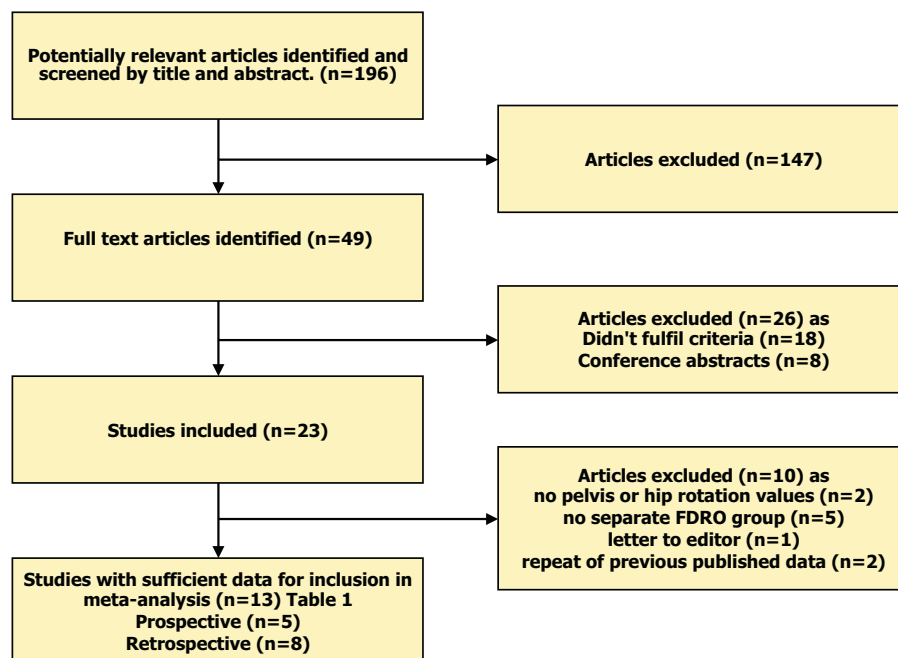 Potentially relevant articles identified and
screened by title and abstract. (n=196)
Articles excluded (n=147)
Full text articles identified (n=49)
Articles excluded (n=26) as
Didn't fulfil criteria (n=18)
Conference abstracts (n=8)
Studies included (n=23)
Articles excluded (n=10) as
no pelvis or hip rotation values (n=2)
no separate FDRO group (n=5)
letter to editor (n=1)
repeat of previous published data (n=2)
Studies with sufficient data for inclusion in
meta-analysis (n=13) Table 1
Prospective (n=5)
Retrospective (n=8)